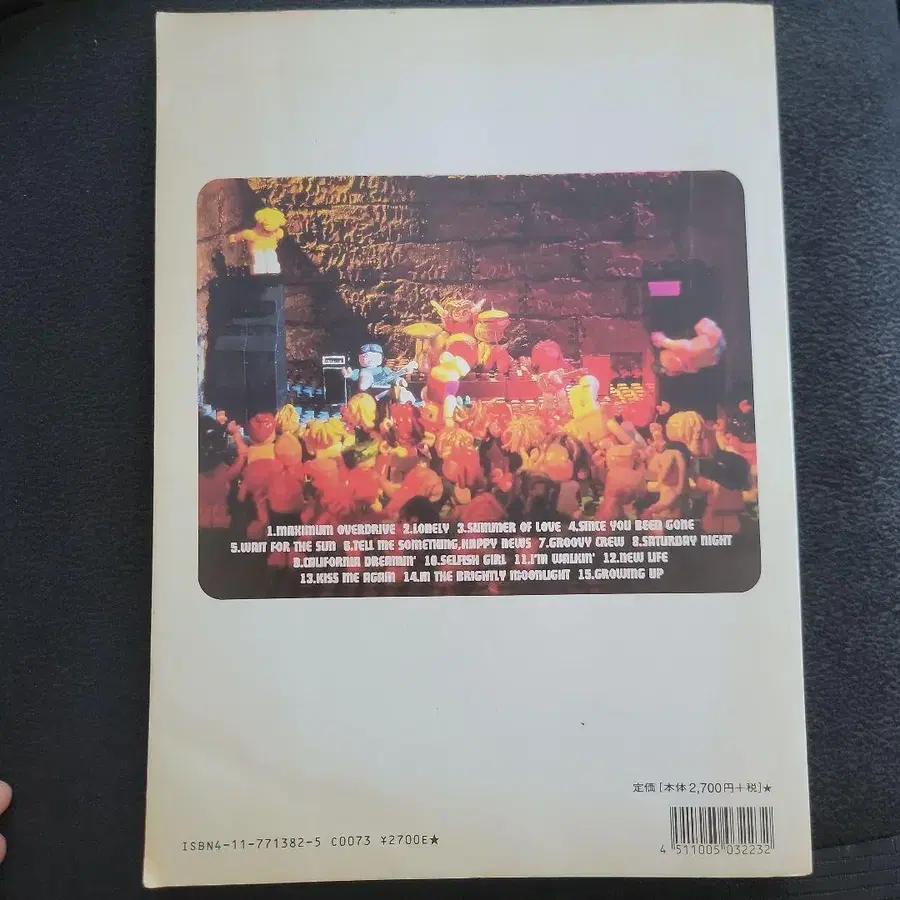 1.MAXIMUM OVERDRIVE 2.LONELY 3.SUMMER OF LOVE 4.SINCE YOU BEEN GONE
5.WAIT FOR THE SUN 6.TELL ME SOMETHING,HAPPY NEWS 7.GROOVY CREW 8.SATURDAY NIGHT
9.CALIFORNIA DREAMIN' 10.SELFISH GIRL 11.I'M WALKIN' 12.NEW LIFE
13.KISS ME AGAIN 14.IN THE BRIGHTLY MOONLIGHT 15.GROWING UP
定価[本体2,700円+税]★
ISBN4-11-771382-5 C0073 ¥2700E★
4 511005 032232